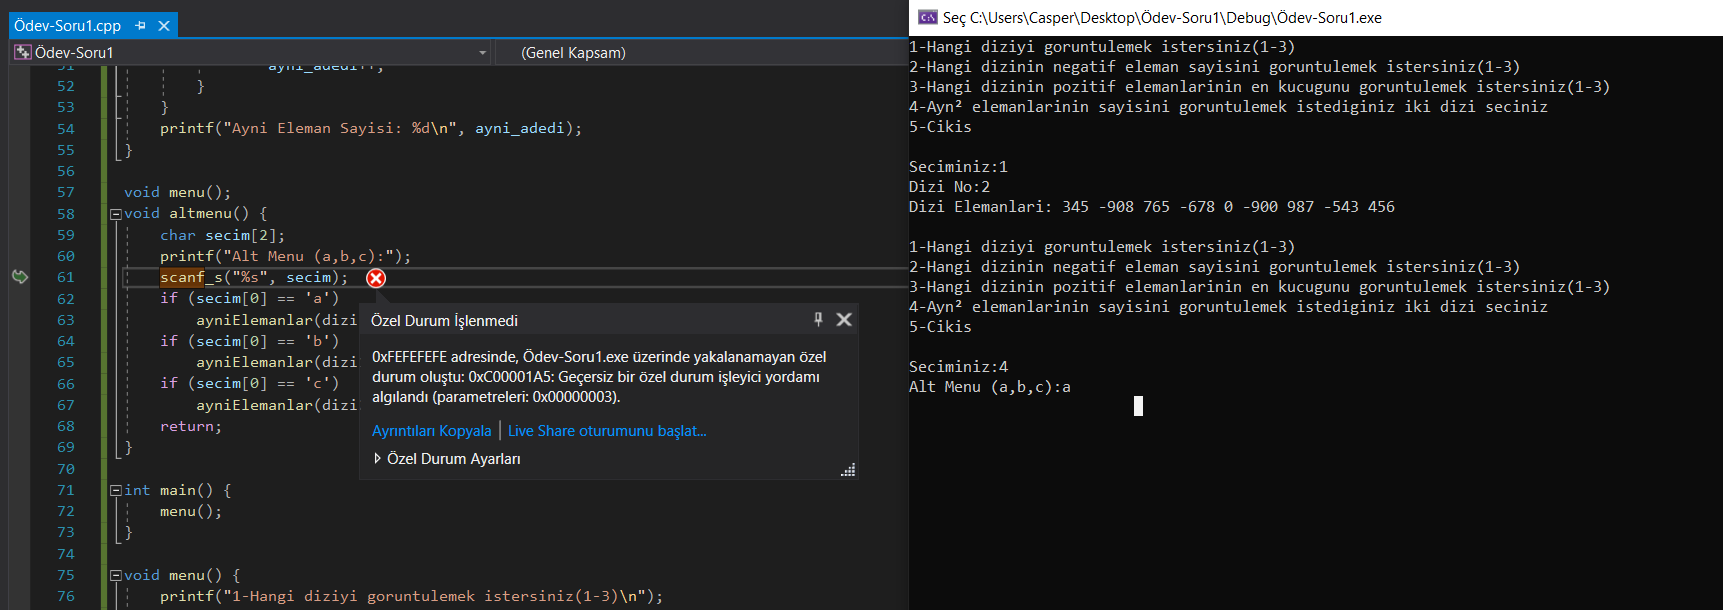 Ödev-Soru1.cpp
Ödev-Soru1
(Genel Kapsam)
51 ayni_adedi++;
52 }
53 }
54 printf("Ayni Eleman Sayisi: %d\n", ayni_adedi);
55 }
56
57 void menu();
58 void altmenu() {
59 char secim[2];
60 printf("Alt Menu (a,b,c):");
61 scanf_s("%s", secim);
62 if (secim[0] == 'a')
63 ayniElemanlar(dizi
64 if (secim[0] == 'b')
65 ayniElemanlar(dizi
66 if (secim[0] == 'c')
67 ayniElemanlar(dizi
68 return;
69 }
70
71 int main() {
72 menu();
73 }
74
75 void menu() {
76 printf("1-Hangi diziyi goruntulemek istersiniz(1-3)\n");
Özel Durum İşlenmedi
0xFEFEFEFE adresinde, Ödev-Soru1.exe üzerinde yakalanamayan özel
durum oluştu: 0xC00001A5: Geçersiz bir özel durum işleyici yordamı
algılandı (parametreleri: 0x00000003).
Ayrıntıları Kopyala | Live Share oturumunu başlat...
Özel Durum Ayarları
Seç C:\Users\Casper\Desktop\Ödev-Soru1\Debug\Ödev-Soru1.exe
1-Hangi diziyi goruntulemek istersiniz(1-3)
2-Hangi dizinin negatif eleman sayisini goruntulemek istersiniz(1-3)
3-Hangi dizinin pozitif elemanlarinin en kucugunu goruntulemek istersiniz(1-3)
4-Ayn² elemanlarinin sayisini goruntulemek istediginiz iki dizi seciniz
5-Cikis
Seciminiz:1
Dizi No:2
Dizi Elemanlari: 345 -908 765 -678 0 -900 987 -543 456
1-Hangi diziyi goruntulemek istersiniz(1-3)
2-Hangi dizinin negatif eleman sayisini goruntulemek istersiniz(1-3)
3-Hangi dizinin pozitif elemanlarinin en kucugunu goruntulemek istersiniz(1-3)
4-Ayn² elemanlarinin sayisini goruntulemek istediginiz iki dizi seciniz
5-Cikis
Seciminiz:4
Alt Menu (a,b,c):a